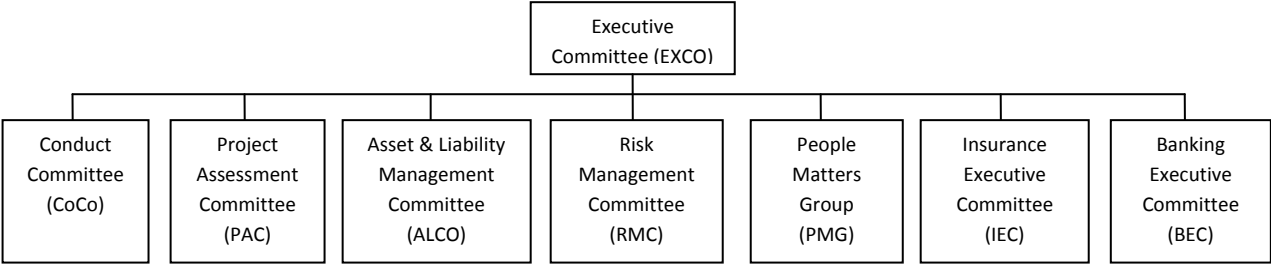 Executive
Committee (EXCO)
Conduct
Committee
(CoCo)
Project
Assessment
Committee
(PAC)
Asset & Liability
Management
Committee
(ALCO)
Risk
Management
Committee
(RMC)
People
Matters
Group
(PMG)
Insurance
Executive
Committee
(IEC)
Banking
Executive
Committee
(BEC)